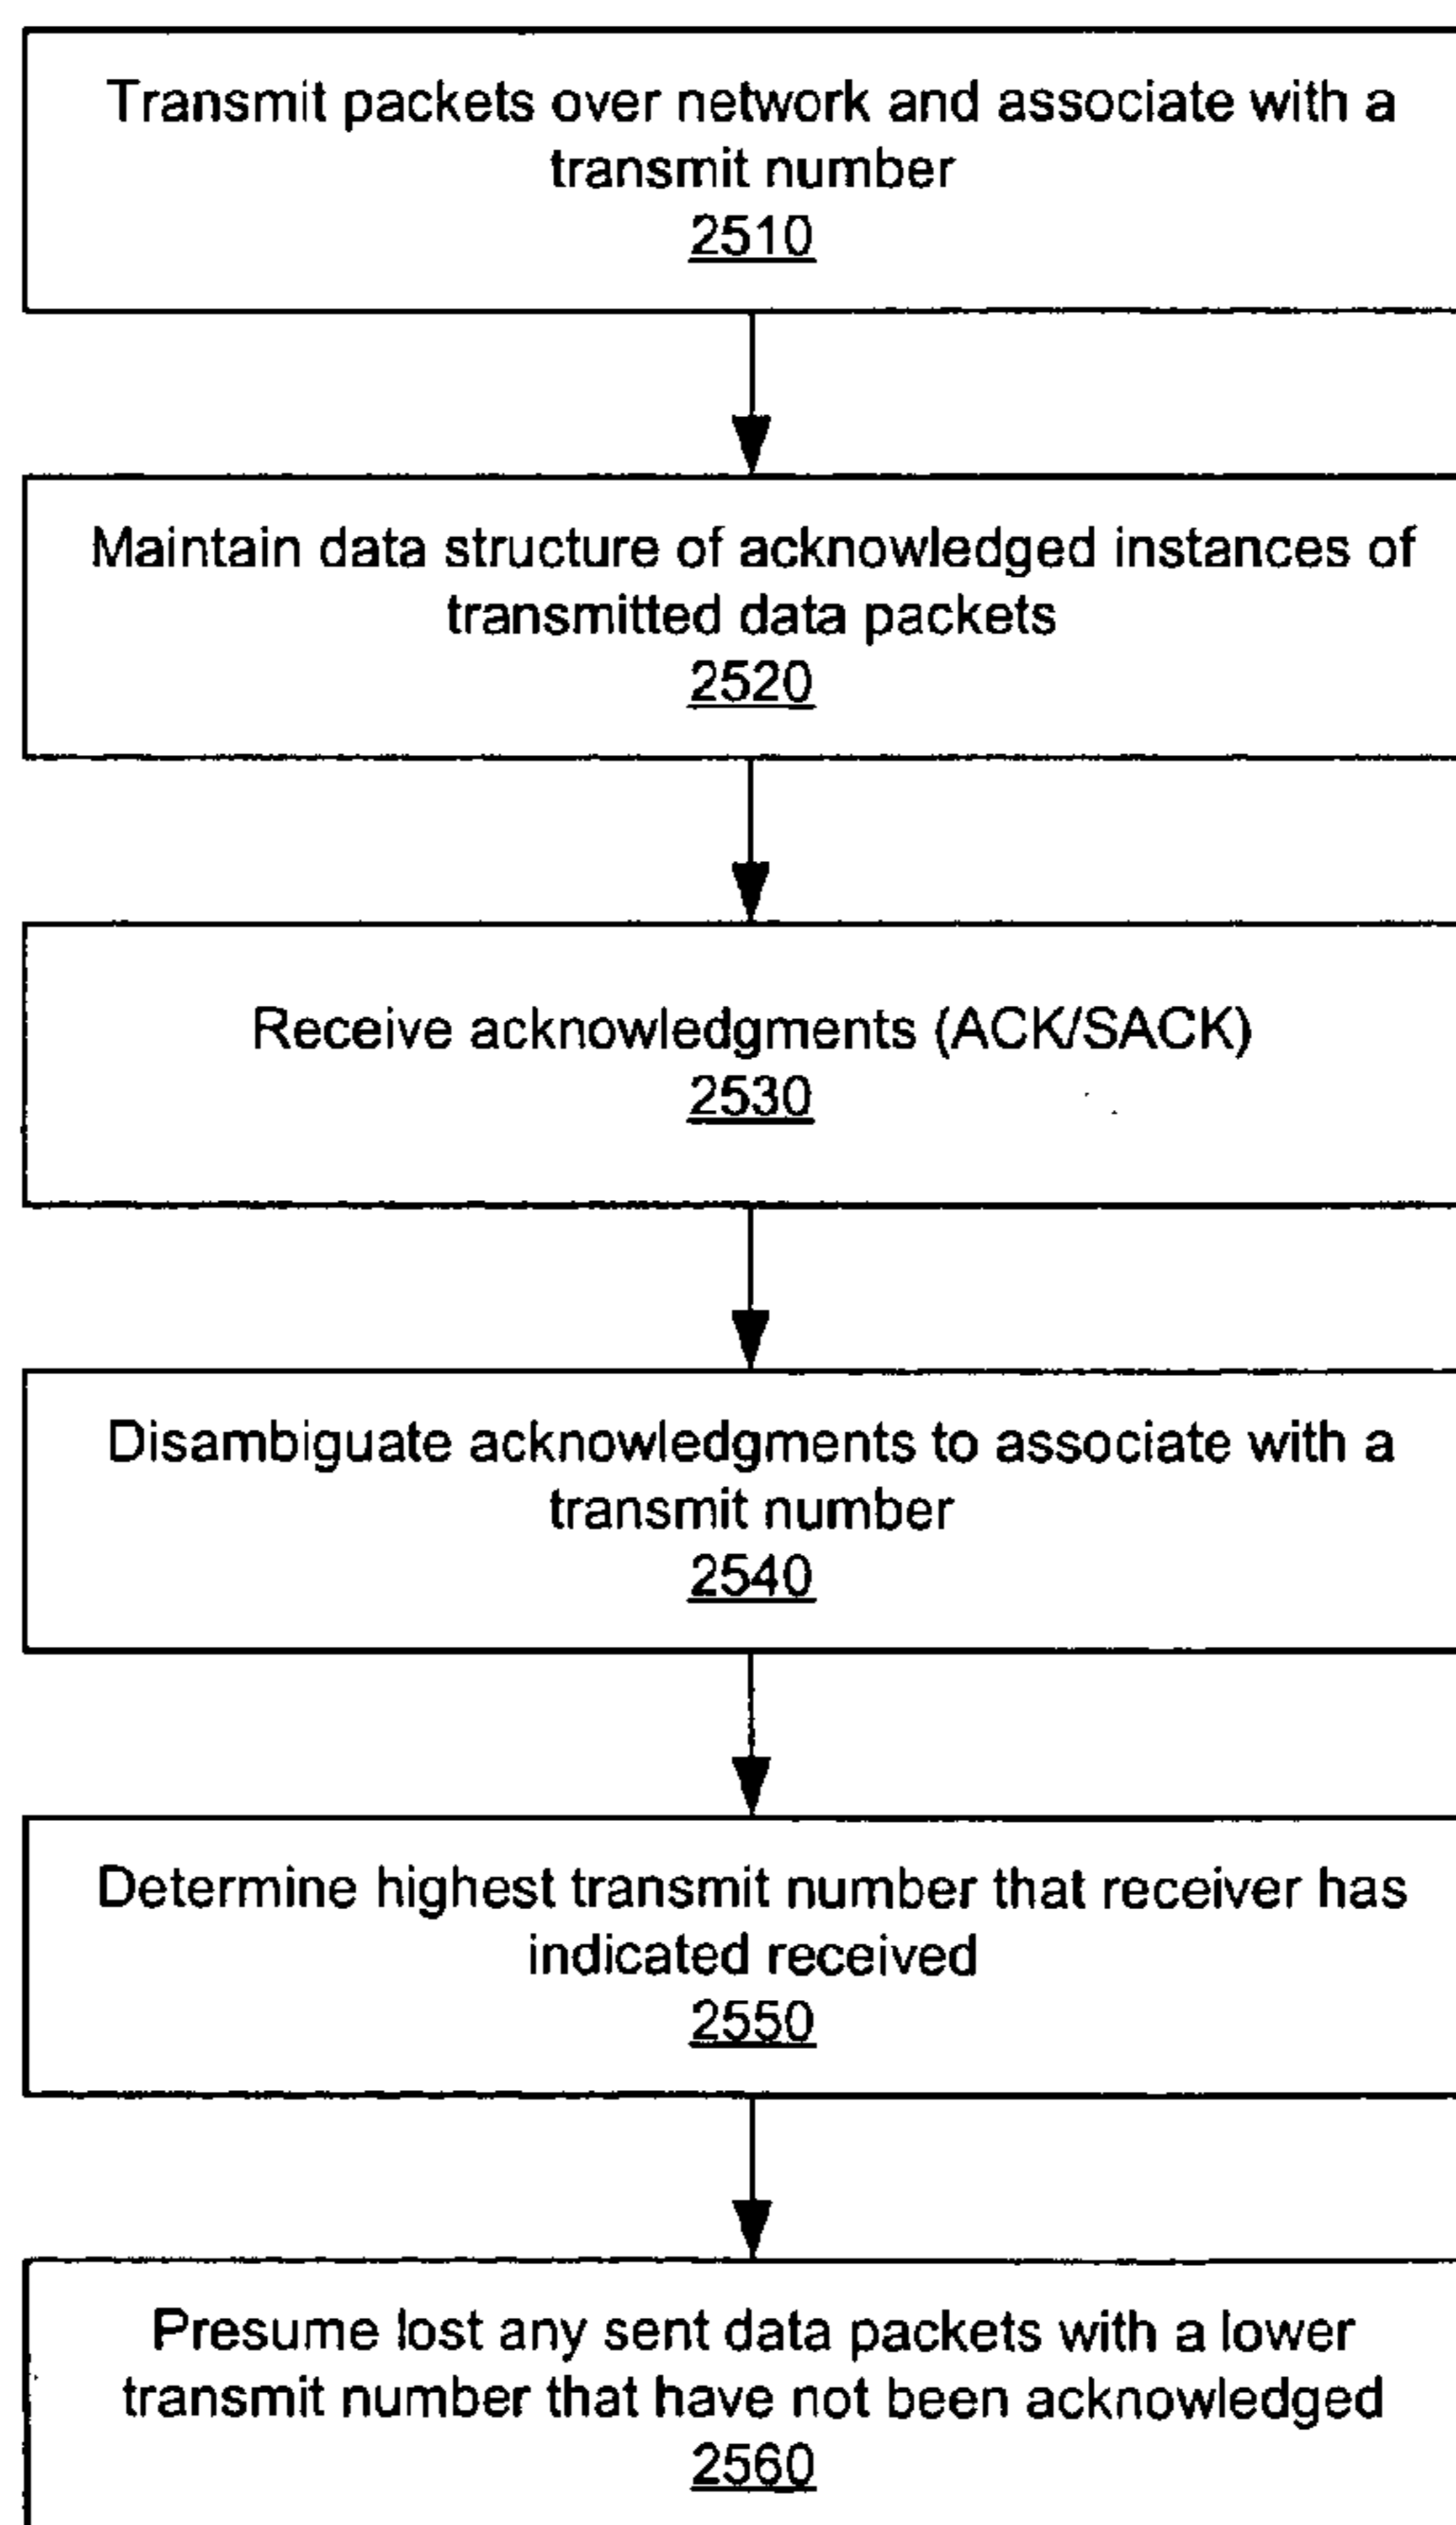 Transmit packets over network and associate with a
transmit number
2510
Maintain data structure of acknowledged instances of
transmitted data packets
2520
Receive acknowledgments (ACK/SACK)
2530
Disambiguate acknowledgments to associate with a
transmit number
2540
Determine highest transmit number that receiver has
indicated received
2550
Presume lost any sent data packets with a lower
transmit number that have not been acknowledged
2560